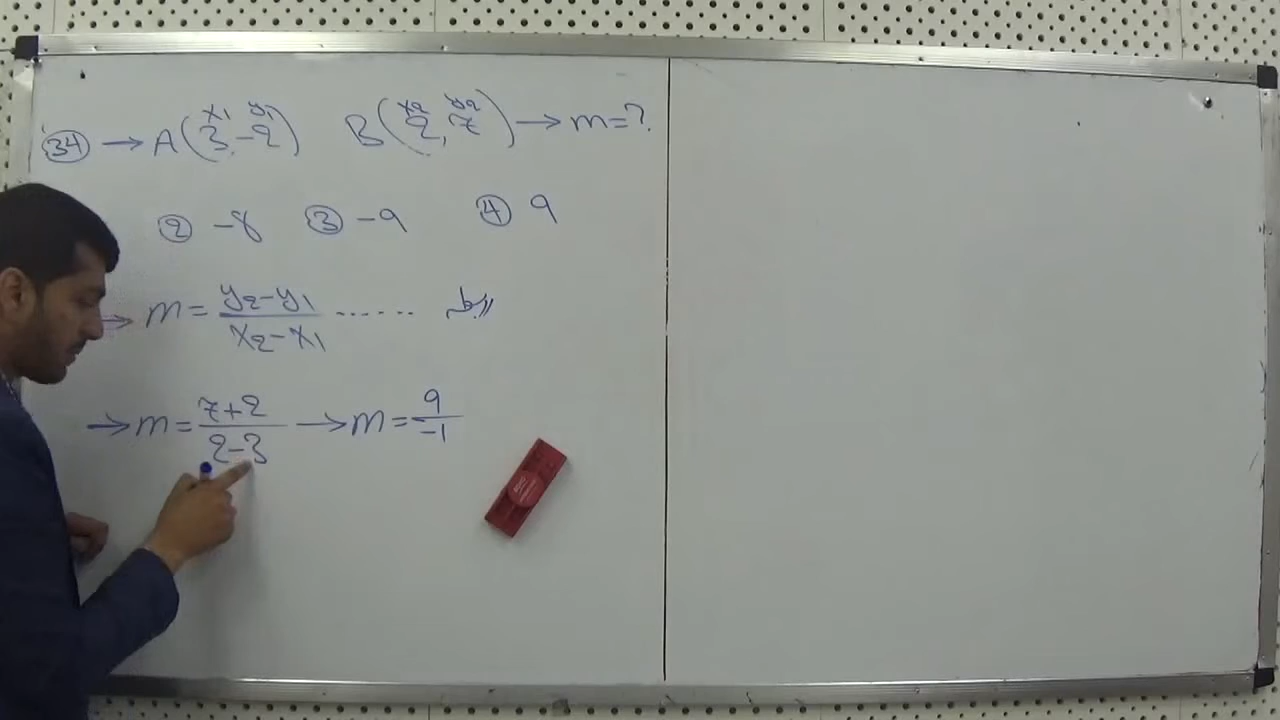 34 → A(3,-2) B(2,7) → m=?
x1 y1 x2 y2
② -8 ③ -9 ④ 9
→ m = y2-y1 / x2-x1 ...... رابطه
→ m = 7+2 / 2-3 → m = 9 / -1